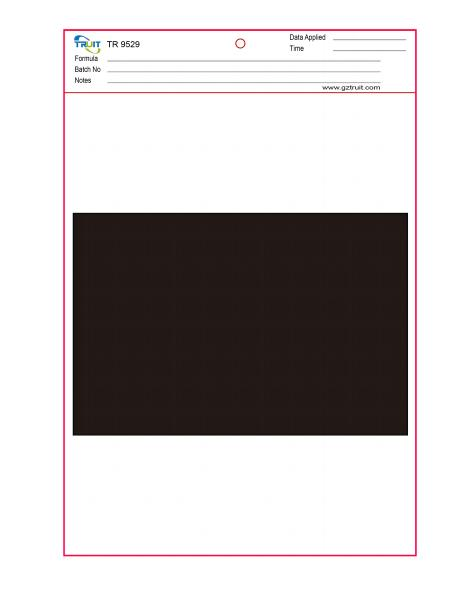 TRUIT TR 9529
Data Applied
Time
Formula
Batch No
Notes
www.gztruit.com